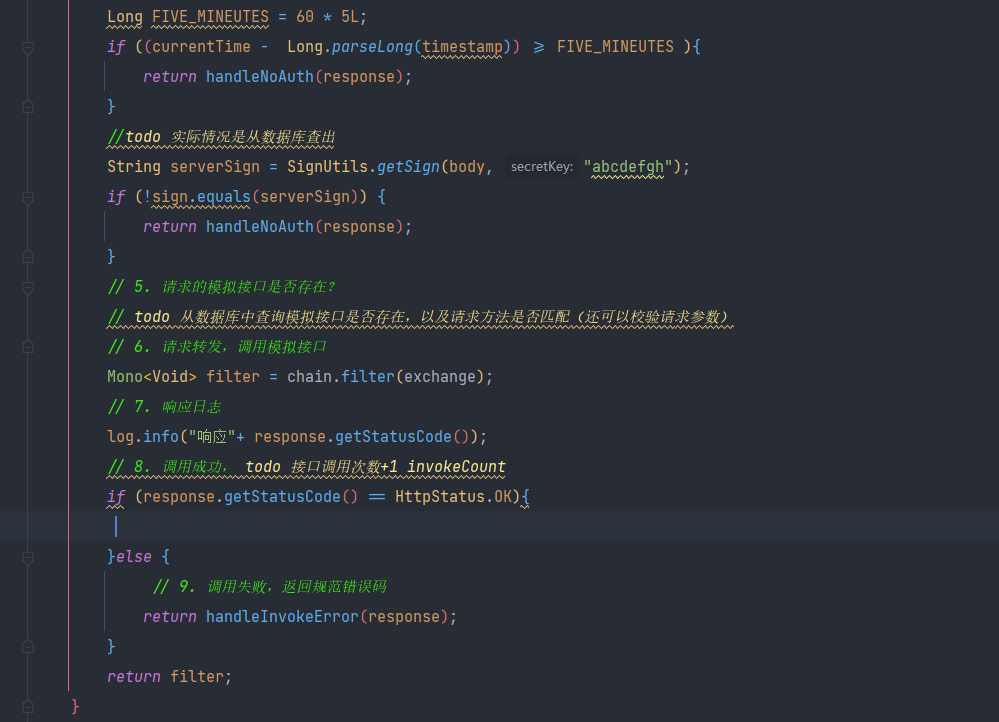 Long FIVE_MINEUTES = 60 * 5L;
if ((currentTime -  Long.parseLong(timestamp)) >= FIVE_MINEUTES ){
return handleNoAuth(response);
}
//todo 实际情况是从数据库查出
String serverSign = SignUtils.getSign(body, secretKey: "abcdefgh");
if (!sign.equals(serverSign)) {
return handleNoAuth(response);
}
// 5. 请求的模拟接口是否存在?
// todo 从数据库中查询模拟接口是否存在，以及请求方法是否匹配（还可以校验请求参数）
// 6. 请求转发，调用模拟接口
Mono<Void> filter = chain.filter(exchange);
// 7. 响应日志
log.info("响应"+ response.getStatusCode());
// 8. 调用成功， todo 接口调用次数+1 invokeCount
if (response.getStatusCode() == HttpStatus.OK){
}else {
// 9. 调用失败，返回规范错误码
return handleInvokeError(response);
}
return filter;
}